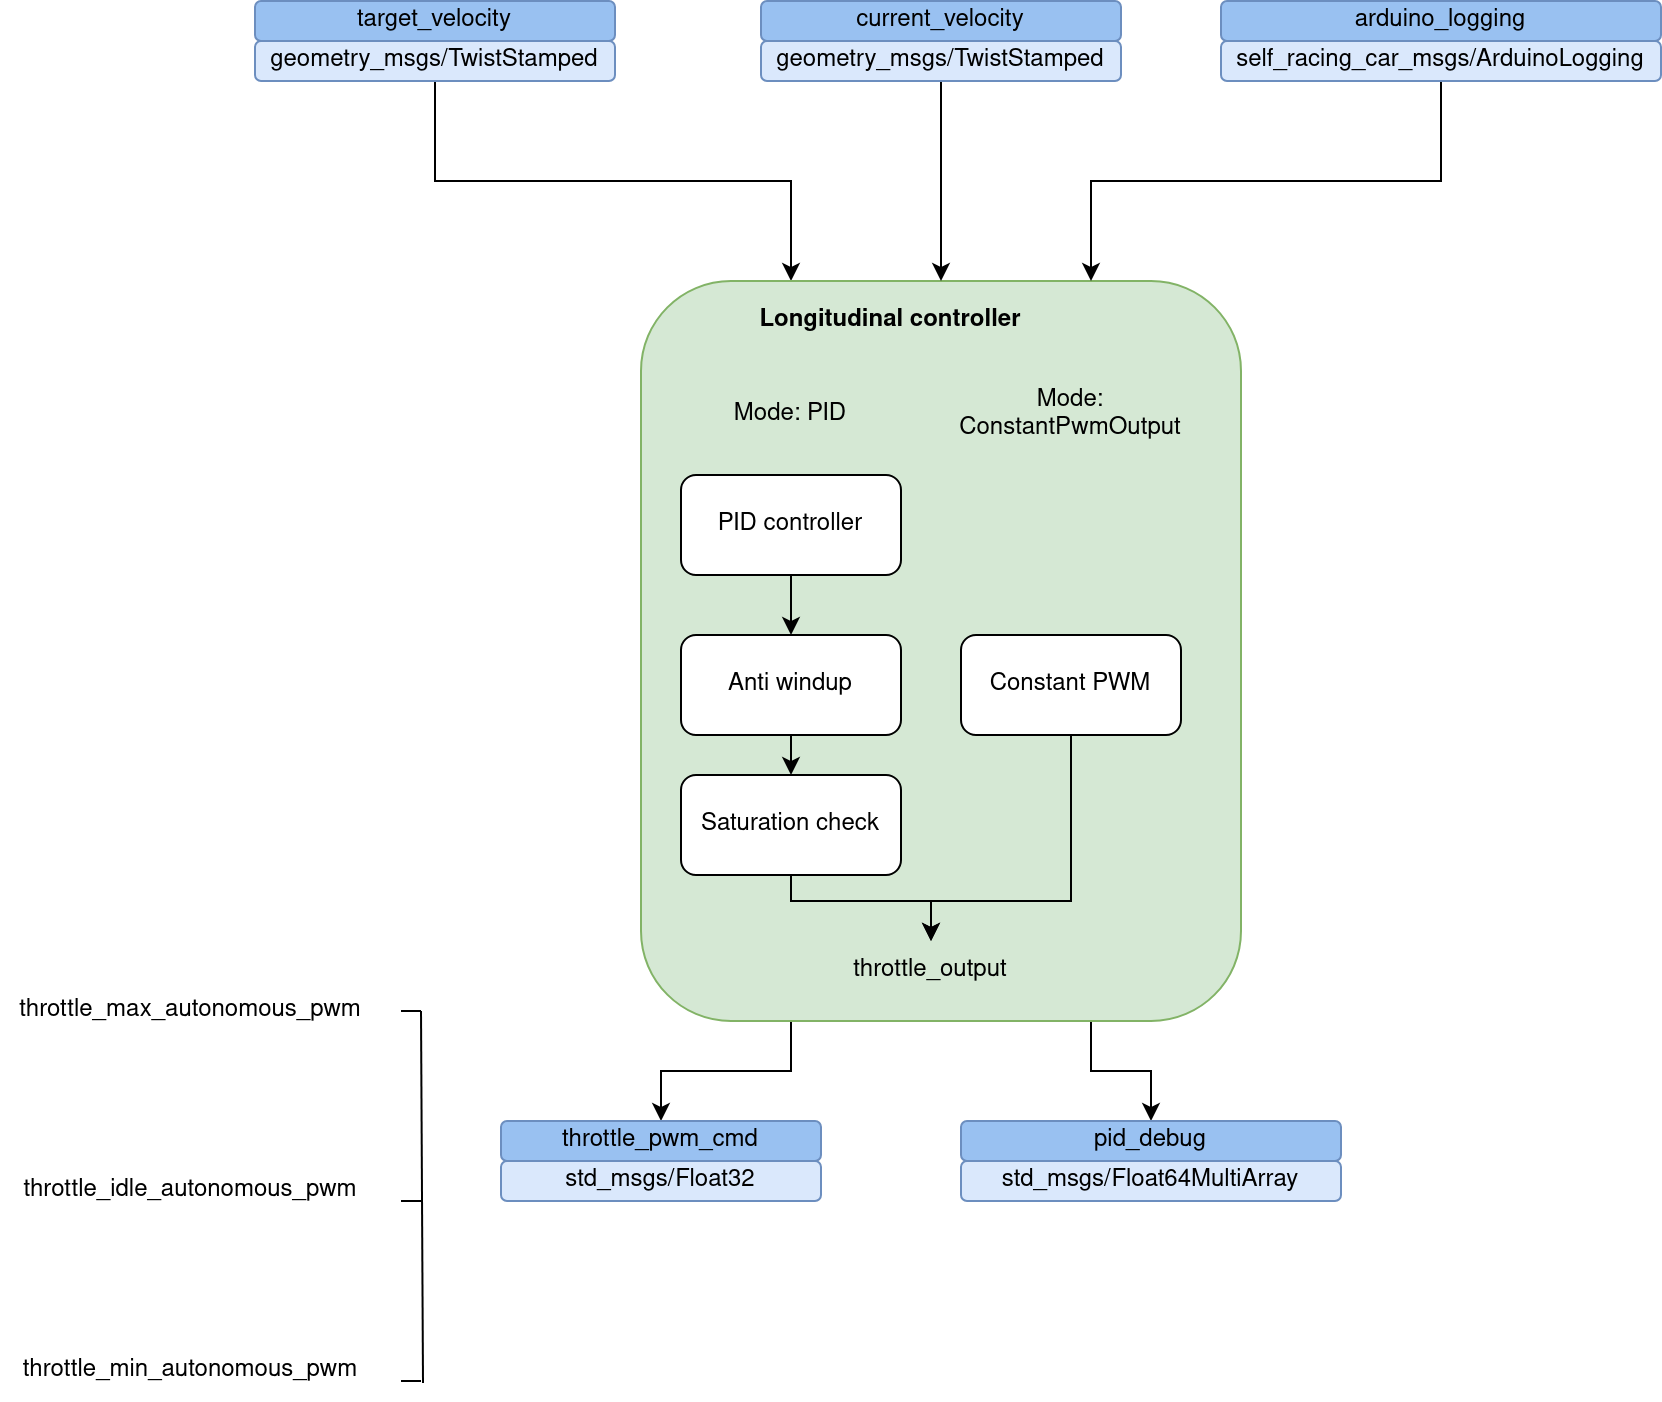 target_velocity
geometry_msgs/TwistStamped
current_velocity
geometry_msgs/TwistStamped
arduino_logging
self_racing_car_msgs/ArduinoLogging
Longitudinal controller
Mode: PID
Mode:
ConstantPwmOutput
PID controller
Anti windup
Constant PWM
Saturation check
throttle_output
throttle_max_autonomous_pwm
throttle_idle_autonomous_pwm
throttle_min_autonomous_pwm
throttle_pwm_cmd
std_msgs/Float32
pid_debug
std_msgs/Float64MultiArray